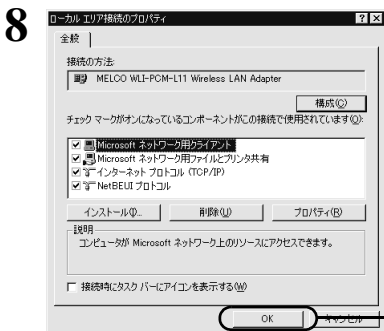 8
ローカル エリア接続のプロパティ
全般
接続の方法:
MELCO WLI-PCM-L11 Wireless LAN Adapter
構成(C)
チェック マークがオンになっているコンポーネントがこの接続で使用されています(O):
Microsoft ネットワーク用クライアント
Microsoft ネットワーク用ファイルとプリンタ共有
インターネット プロトコル (TCP/IP)
NetBEUI プロトコル
インストール(I)... 削除(U) プロパティ(R)
説明
コンピュータが Microsoft ネットワーク上のリソースにアクセスできます。
接続時にタスク バーにアイコンを表示する(W)
OK キャンセル